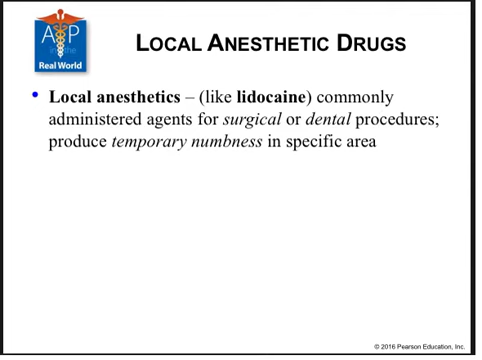 A&P
in the
Real World
LOCAL ANESTHETIC DRUGS
• Local anesthetics – (like lidocaine) commonly
administered agents for surgical or dental procedures;
produce temporary numbness in specific area
© 2016 Pearson Education, Inc.